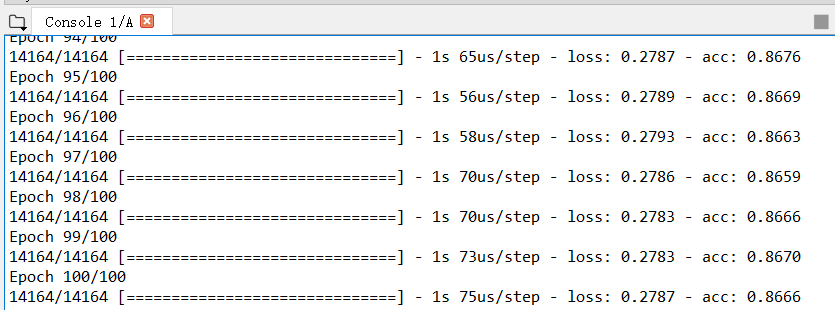 Console 1/A
Epoch 94/100
14164/14164 [==============================] - 1s 65us/step - loss: 0.2787 - acc: 0.8676
Epoch 95/100
14164/14164 [==============================] - 1s 56us/step - loss: 0.2789 - acc: 0.8669
Epoch 96/100
14164/14164 [==============================] - 1s 58us/step - loss: 0.2793 - acc: 0.8663
Epoch 97/100
14164/14164 [==============================] - 1s 70us/step - loss: 0.2786 - acc: 0.8659
Epoch 98/100
14164/14164 [==============================] - 1s 70us/step - loss: 0.2783 - acc: 0.8666
Epoch 99/100
14164/14164 [==============================] - 1s 73us/step - loss: 0.2783 - acc: 0.8670
Epoch 100/100
14164/14164 [==============================] - 1s 75us/step - loss: 0.2787 - acc: 0.8666